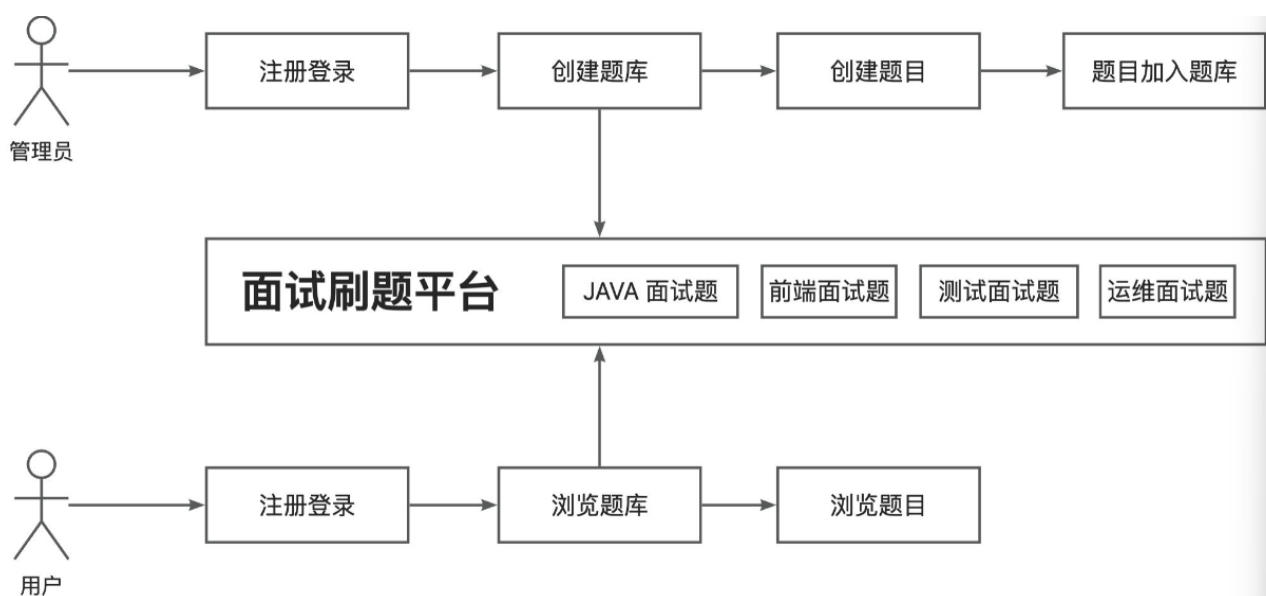 注册登录
创建题库
创建题目
题目加入题库
管理员
面试刷题平台
JAVA 面试题
前端面试题
测试面试题
运维面试题
注册登录
浏览题库
浏览题目
用户